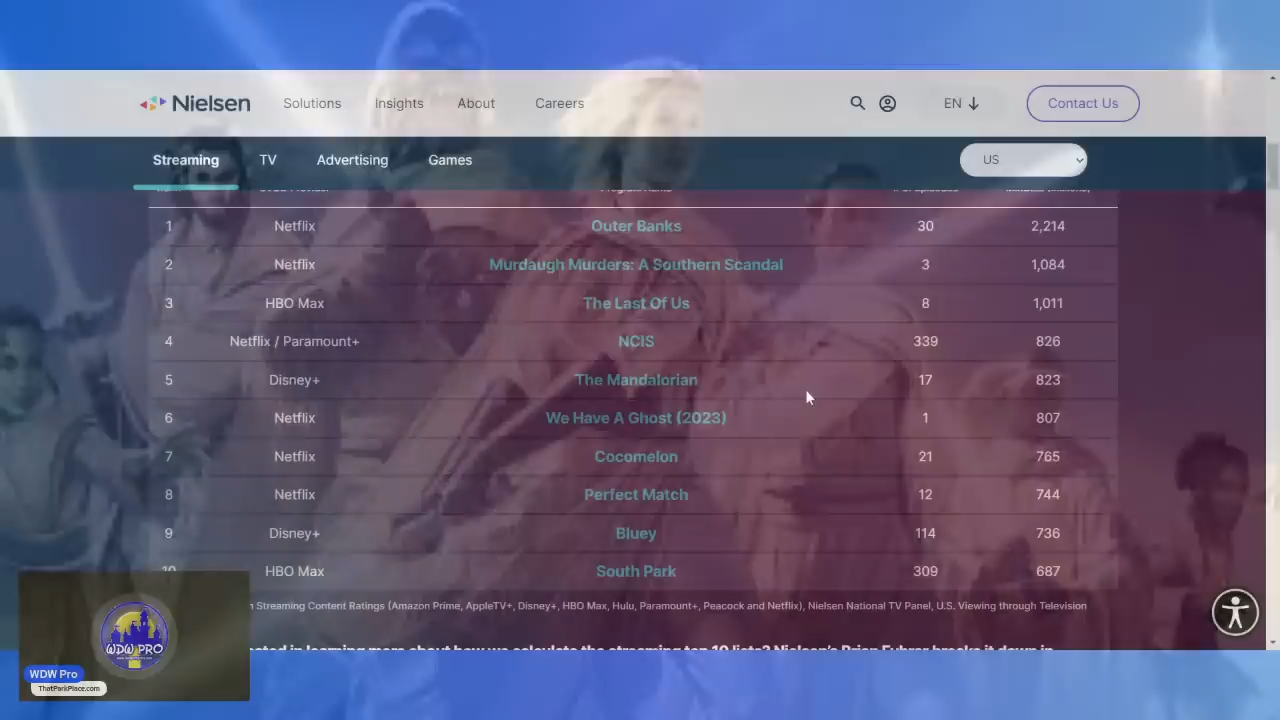 Nielsen Solutions Insights About Careers EN Contact Us
Streaming TV Advertising Games US
1 Netflix Outer Banks 30 2,214
2 Netflix Murdaugh Murders: A Southern Scandal 3 1,084
3 HBO Max The Last Of Us 8 1,011
4 Netflix / Paramount+ NCIS 339 826
5 Disney+ The Mandalorian 17 823
6 Netflix We Have A Ghost (2023) 1 807
7 Netflix Cocomelon 21 765
8 Netflix Perfect Match 12 744
9 Disney+ Bluey 114 736
10 HBO Max South Park 309 687
Streaming Content Ratings (Amazon Prime, AppleTV+, Disney+, HBO Max, Hulu, Paramount+, Peacock and Netflix), Nielsen National TV Panel, U.S. Viewing through Television
WDW PRO
WDW Pro
ThatParkPlace.com